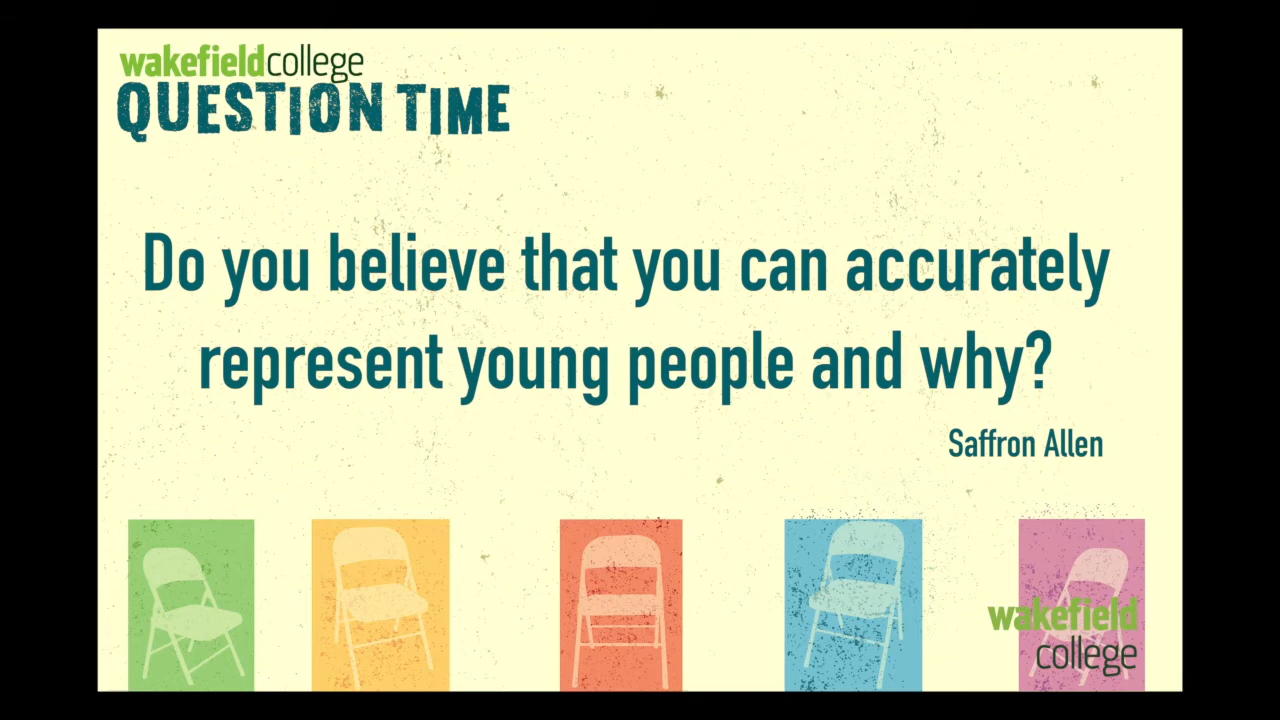 wakefieldcollege
QUESTION TIME
Do you believe that you can accurately
represent young people and why?
Saffron Allen
wakefield
college